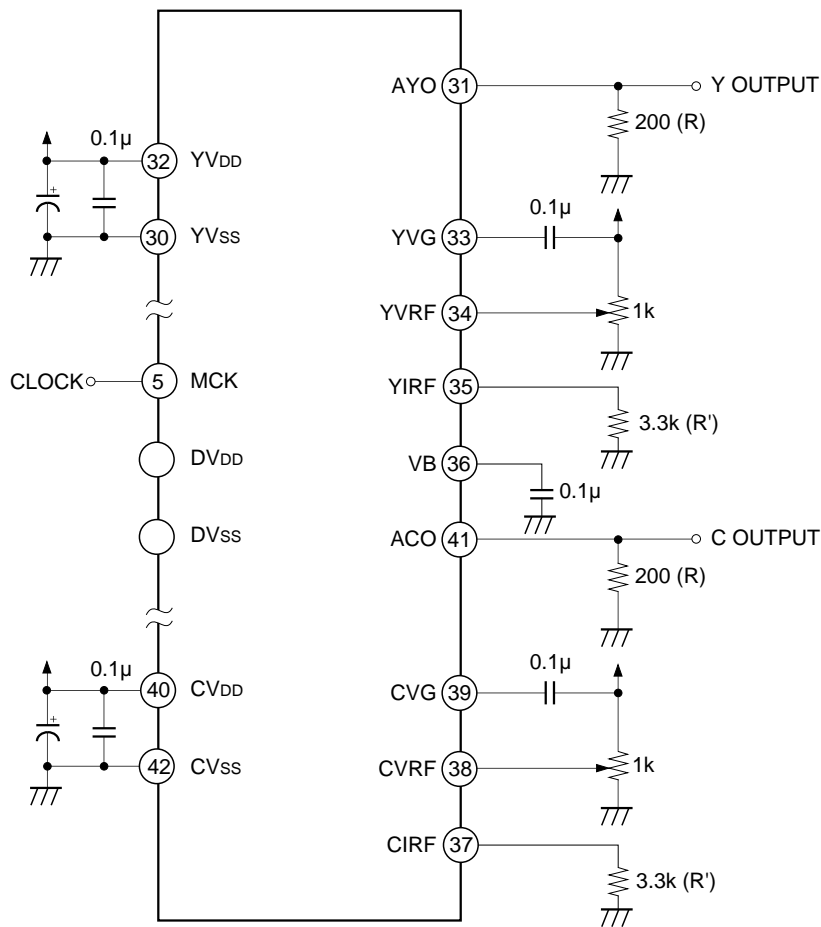 AYO 31 Y OUTPUT
200 (R)
0.1µ
+
32 YVDD
30 YVSS
0.1µ
YVG 33
YVRF 34 1k
CLOCK 5 MCK
YIRF 35
3.3k (R')
DVDD
VB 36
0.1µ
DVSS
ACO 41 C OUTPUT
200 (R)
0.1µ
+
40 CVDD
0.1µ
CVG 39
42 CVSS
CVRF 38 1k
CIRF 37
3.3k (R')